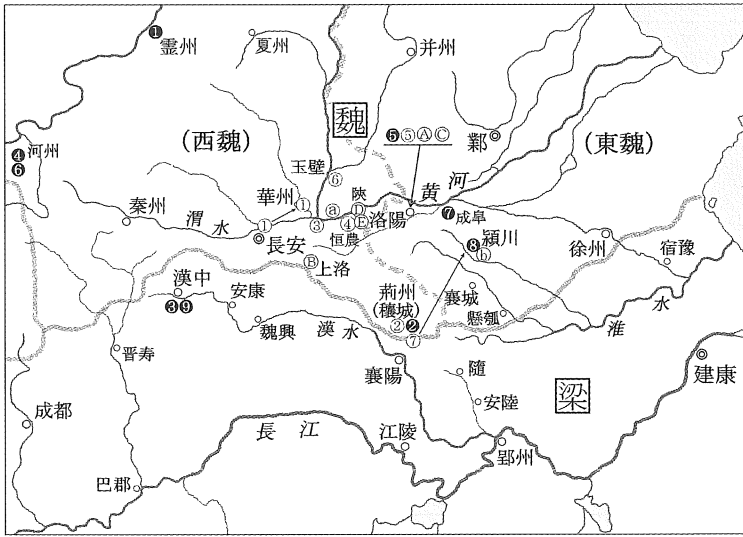 ❶
霊州
夏州
并州
(西魏)
魏
❺⑤ⒶⒸ
鄴
(東魏)
❹
河州
❻
玉壁
⑥
華州
①
①
③
ⓐ
陝
Ⓓ
④Ⓔ
恒農
洛陽
黄河
❼
成皐
秦州
渭水
長安
Ⓑ
上洛
❽
潁川
ⓑ
徐州
宿豫
漢中
❸❾
安康
魏興
漢水
荊州
(穰城)
②❷
⑦
襄城
懸瓠
淮水
晋寿
襄陽
随
安陸
梁
建康
成都
長江
江陵
郢州
巴郡